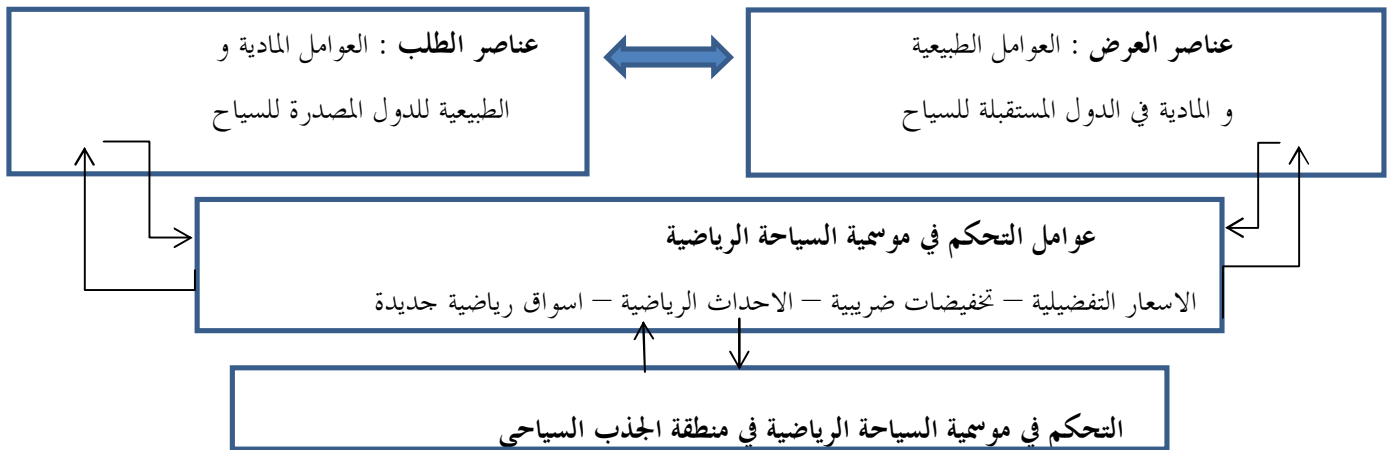 عناصر العرض : العوامل الطبيعية
و المادية في الدول المستقبلة للسياح
عناصر الطلب : العوامل المادية و
الطبيعية للدول المصدرة للسياح
عوامل التحكم في موسمية السياحة الرياضية
الاسعار التفضيلية – تخفيضات ضريبية – الاحداث الرياضية – اسواق رياضية جديدة
التحكم في موسمية السياحة الرياضية في منطقة الجذب السياحي